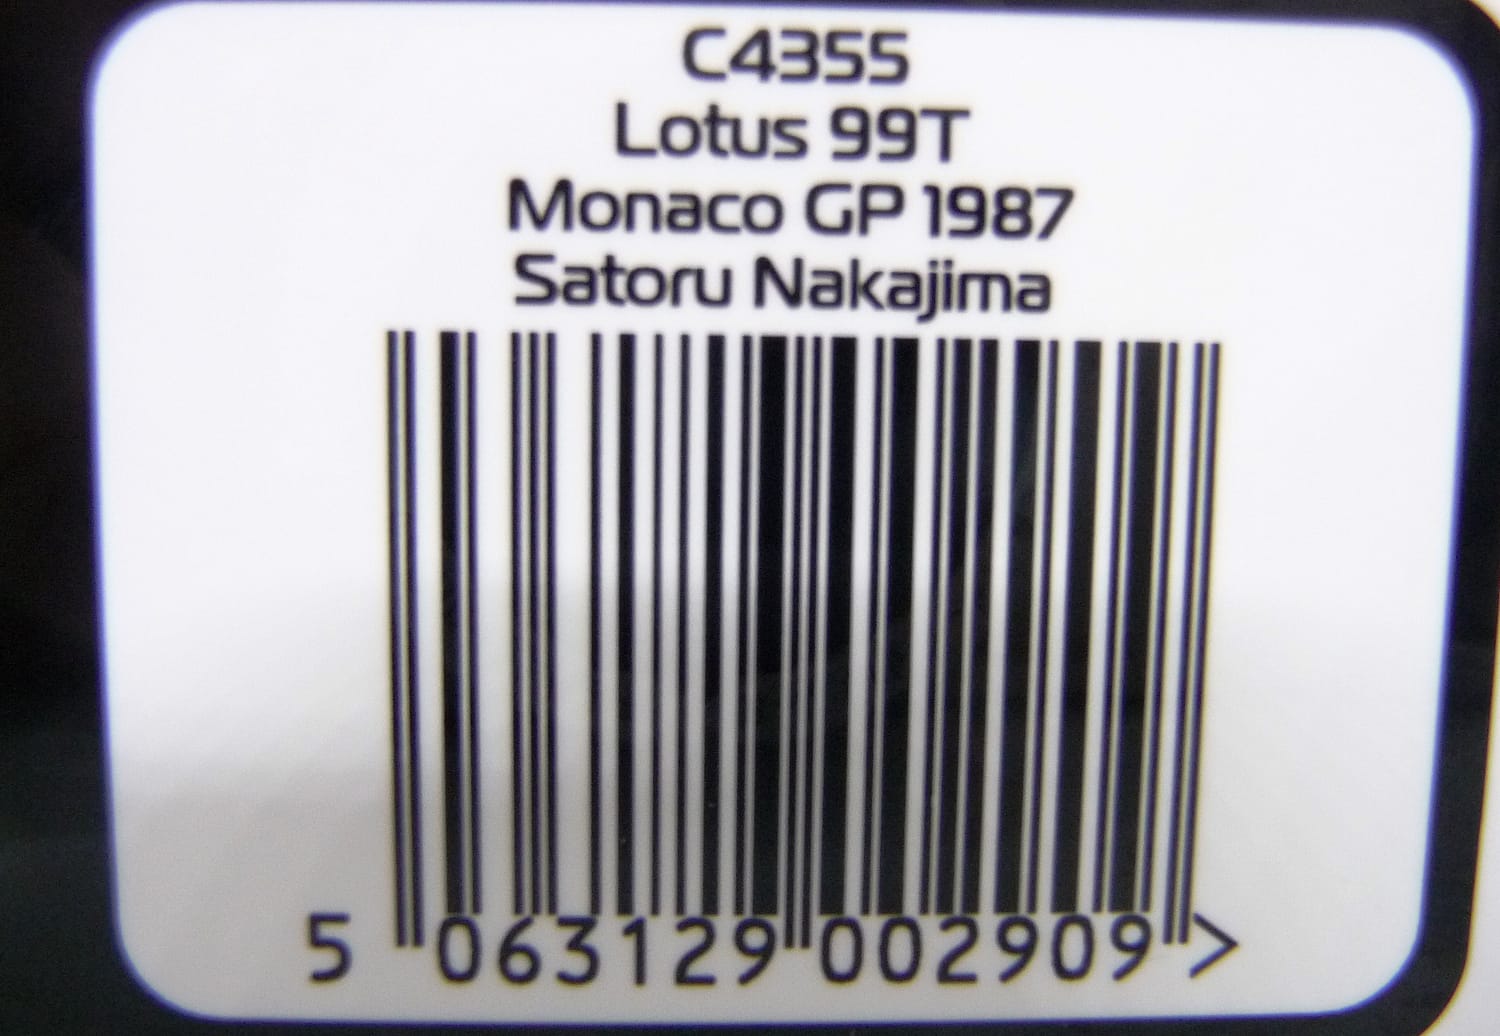 C4355
Lotus 99T
Monaco GP 1987
Satoru Nakajima
5 063129 002909 >